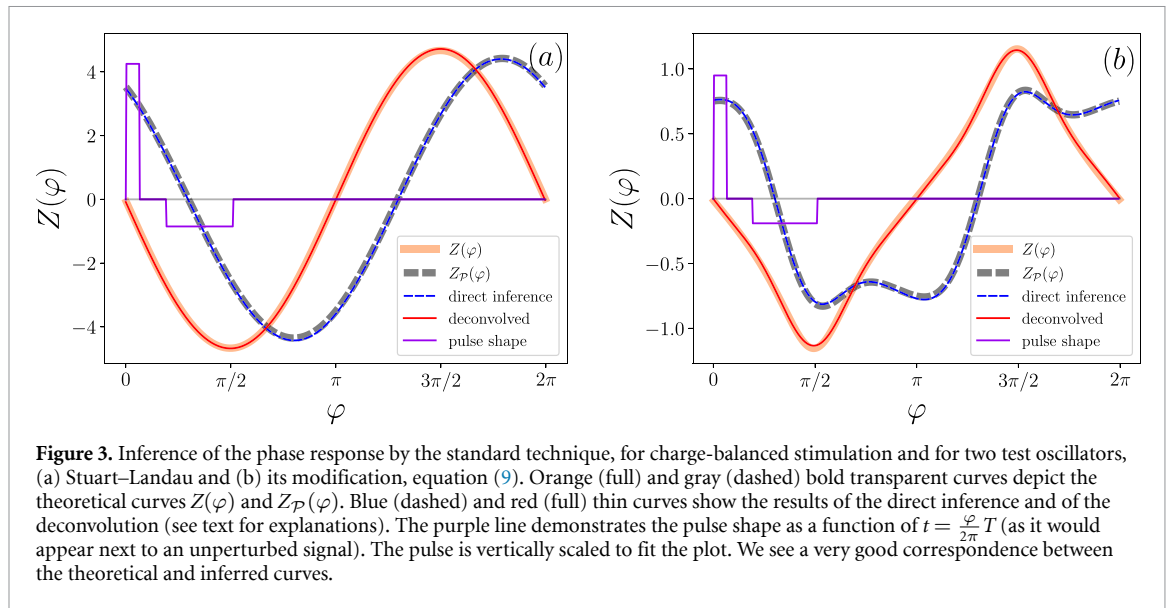 (a)
Z(φ)
4
2
0
−2
−4
Z(φ)
Z_𝒫(φ)
direct inference
deconvolved
pulse shape
0
π/2
π
3π/2
2π
φ
(b)
Z(φ)
1.0
0.5
0.0
−0.5
−1.0
Z(φ)
Z_𝒫(φ)
direct inference
deconvolved
pulse shape
0
π/2
π
3π/2
2π
φ
Figure 3. Inference of the phase response by the standard technique, for charge-balanced stimulation and for two test oscillators,
(a) Stuart–Landau and (b) its modification, equation (9). Orange (full) and gray (dashed) bold transparent curves depict the
theoretical curves Z(φ) and Z_𝒫(φ). Blue (dashed) and red (full) thin curves show the results of the direct inference and of the
deconvolution (see text for explanations). The purple line demonstrates the pulse shape as a function of t = φ/2π T (as it would
appear next to an unperturbed signal). The pulse is vertically scaled to fit the plot. We see a very good correspondence between
the theoretical and inferred curves.